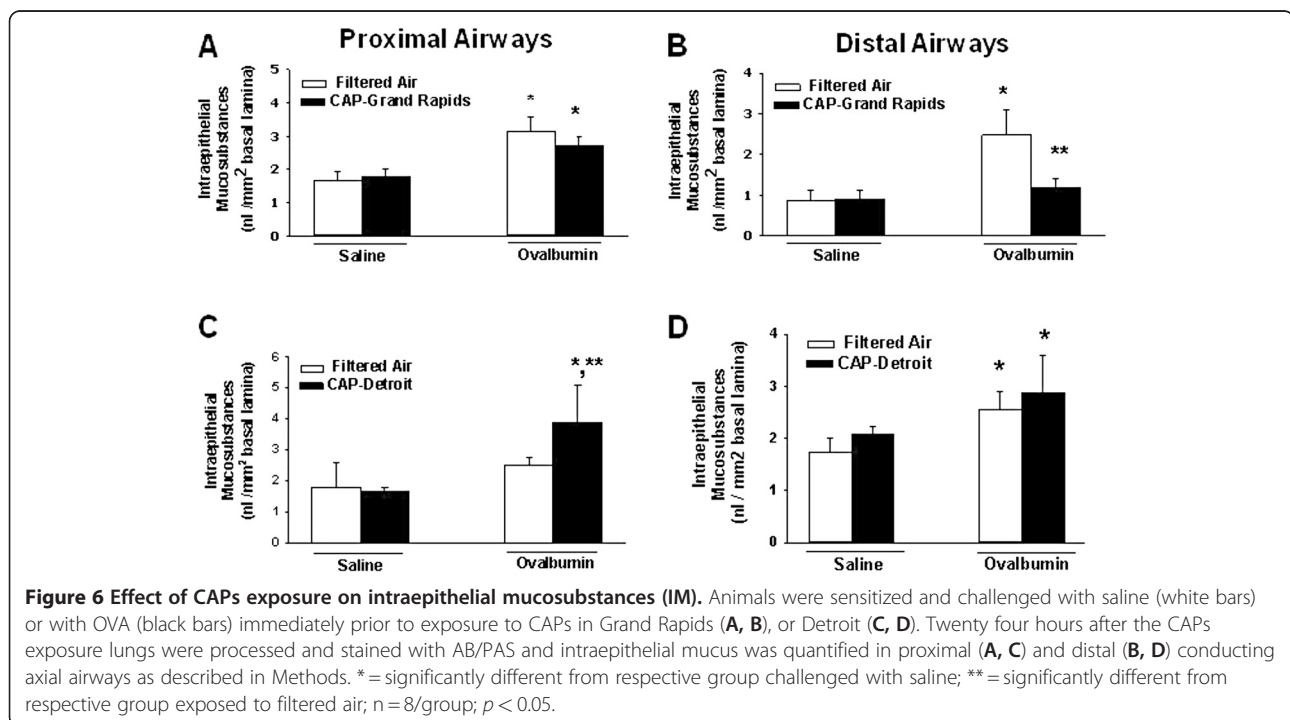 A
Proximal Airways
Intraepithelial
Mucosubstances
(nl /mm² basal lamina)
5
4
3
2
1
0
Filtered Air
CAP-Grand Rapids
*
*
Saline
Ovalbumin
B
Distal Airways
Intraepithelial
Mucosubstances
(nl /mm² basal lamina)
4
3
2
1
0
Filtered Air
CAP-Grand Rapids
*
**
Saline
Ovalbumin
C
Intraepithelial
Mucosubstances
(nl /mm² basal lamina)
6
5
4
3
2
1
0
Filtered Air
CAP-Detroit
*,**
Saline
Ovalbumin
D
Intraepithelial
Mucosubstances
(nl / mm2 basal lamina)
4
3
2
1
0
Filtered Air
CAP-Detroit
*
*
Saline
Ovalbumin
Figure 6 Effect of CAPs exposure on intraepithelial mucosubstances (IM). Animals were sensitized and challenged with saline (white bars)
or with OVA (black bars) immediately prior to exposure to CAPs in Grand Rapids (A, B), or Detroit (C, D). Twenty four hours after the CAPs
exposure lungs were processed and stained with AB/PAS and intraepithelial mucus was quantified in proximal (A, C) and distal (B, D) conducting
axial airways as described in Methods. * = significantly different from respective group challenged with saline; ** = significantly different from
respective group exposed to filtered air; n = 8/group; p < 0.05.